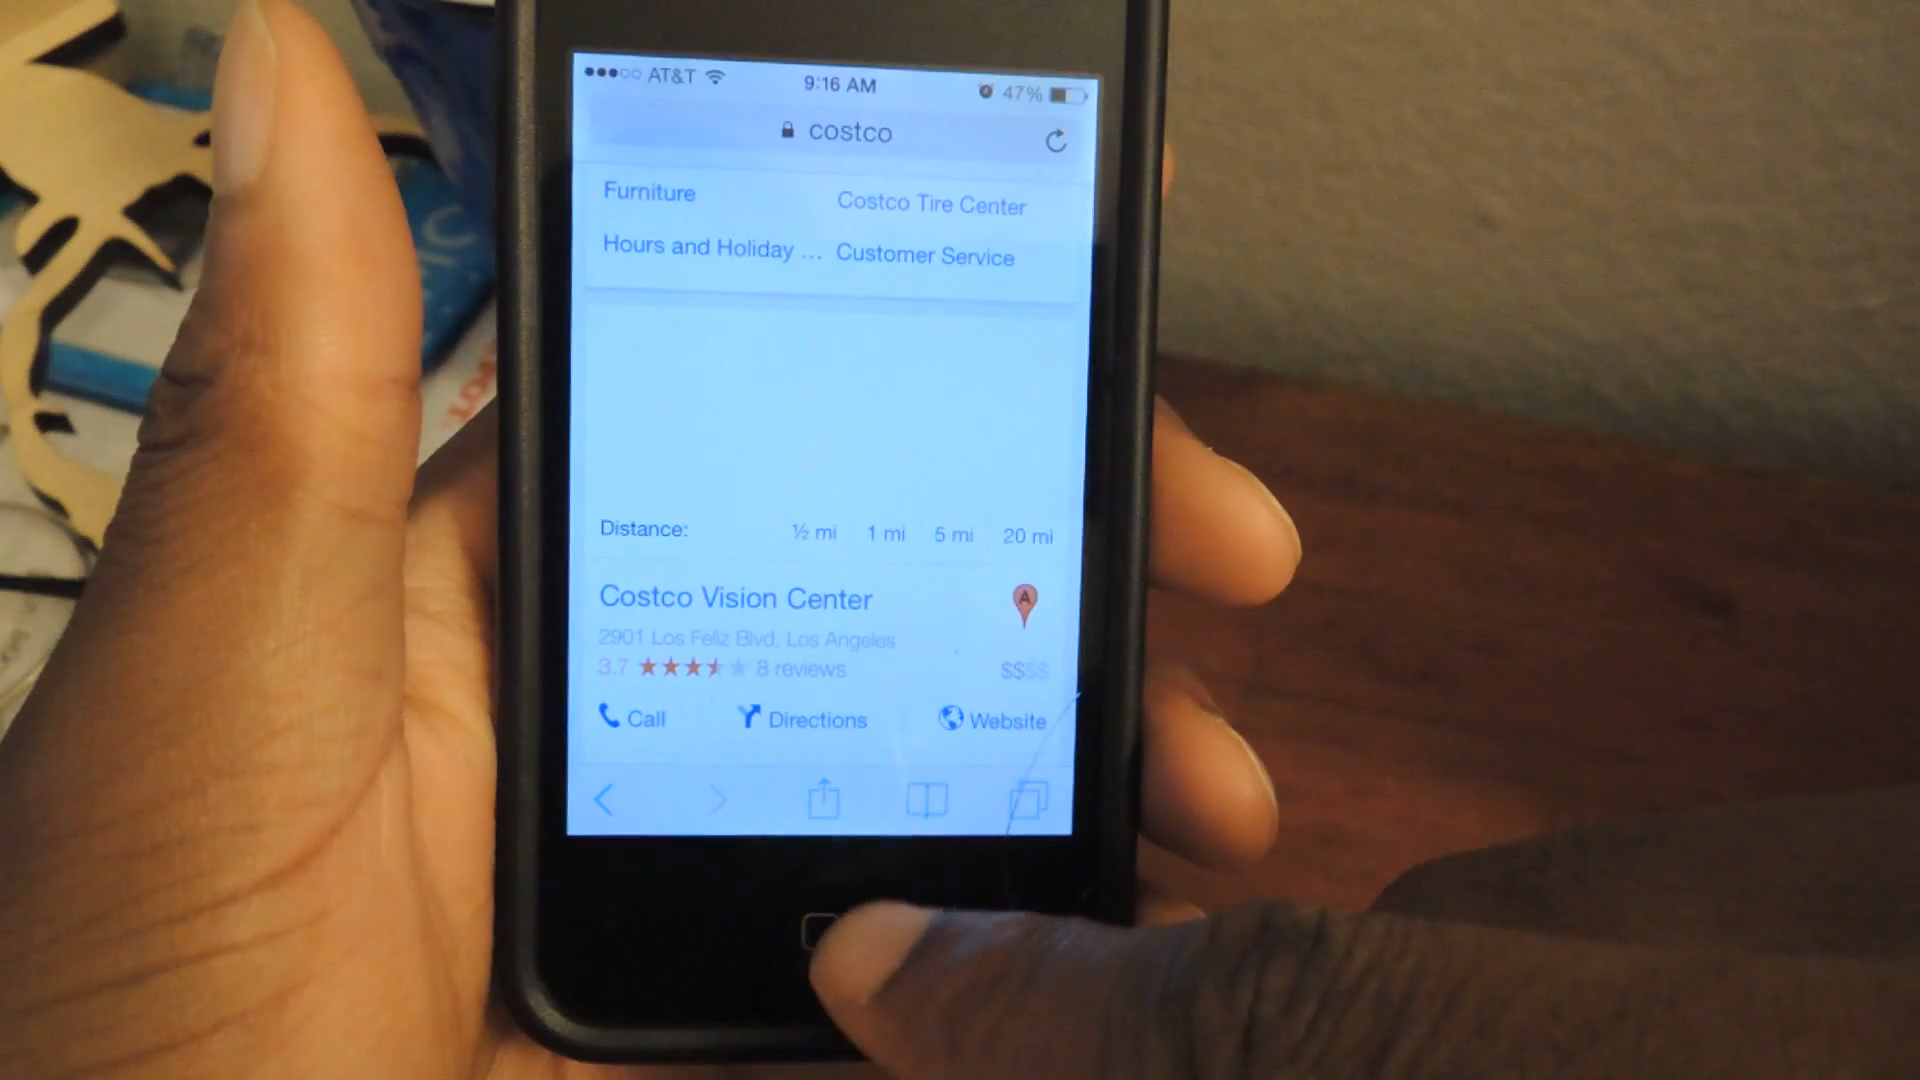 AT&T 9:16 AM 47%
costco
Furniture Costco Tire Center
Hours and Holiday ... Customer Service
Distance: ½ mi 1 mi 5 mi 20 mi
Costco Vision Center
A
2901 Los Feliz Blvd, Los Angeles
3.7 8 reviews $$$$
Call Directions Website